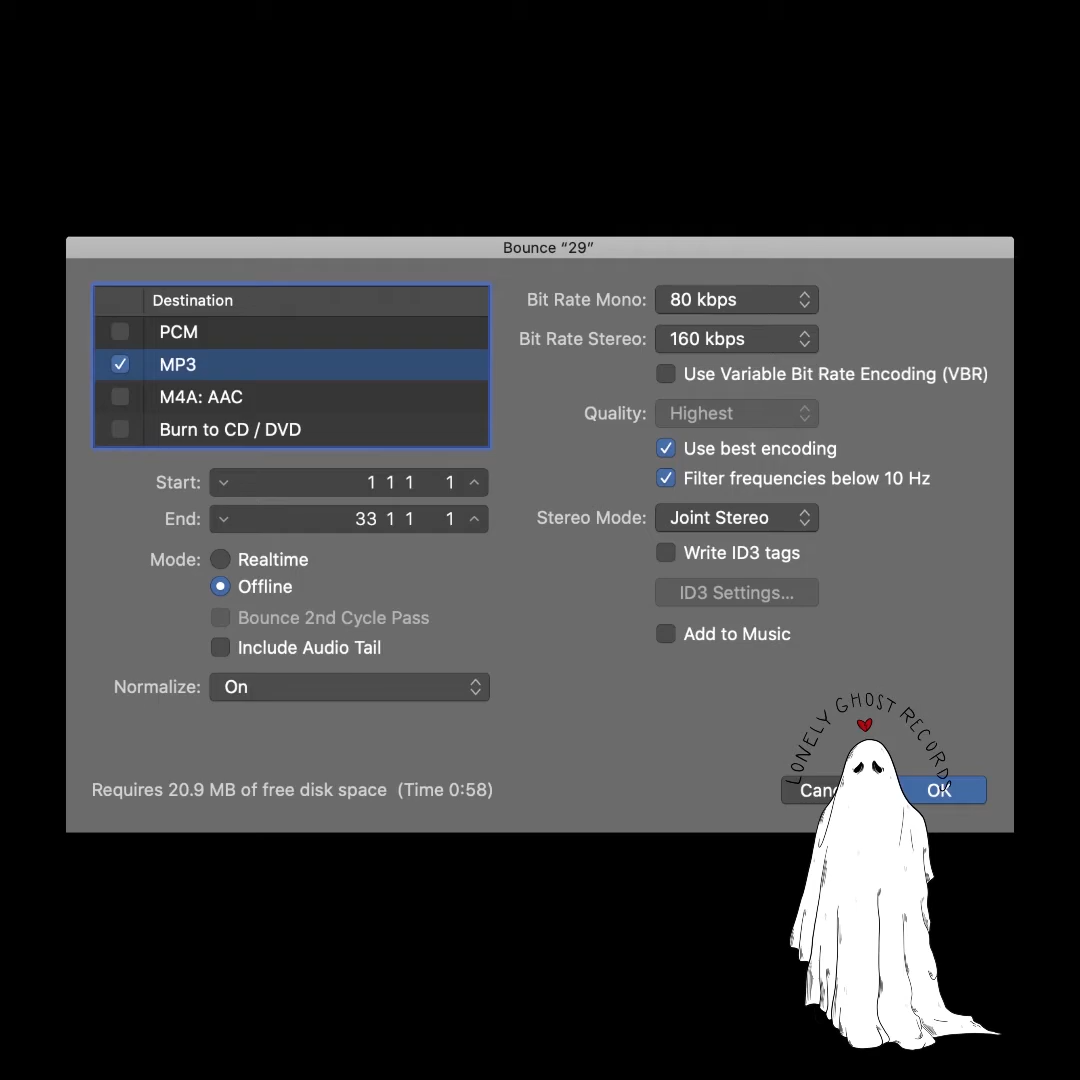 Bounce “29”
Destination
PCM
MP3
M4A: AAC
Burn to CD / DVD
Start: 1 1 1 1
End: 33 1 1 1
Mode: Realtime
Offline
Bounce 2nd Cycle Pass
Include Audio Tail
Normalize: On
Requires 20.9 MB of free disk space (Time 0:58)
Bit Rate Mono: 80 kbps
Bit Rate Stereo: 160 kbps
Use Variable Bit Rate Encoding (VBR)
Quality: Highest
Use best encoding
Filter frequencies below 10 Hz
Stereo Mode: Joint Stereo
Write ID3 tags
ID3 Settings...
Add to Music
LONELY GHOST RECORDS
OK